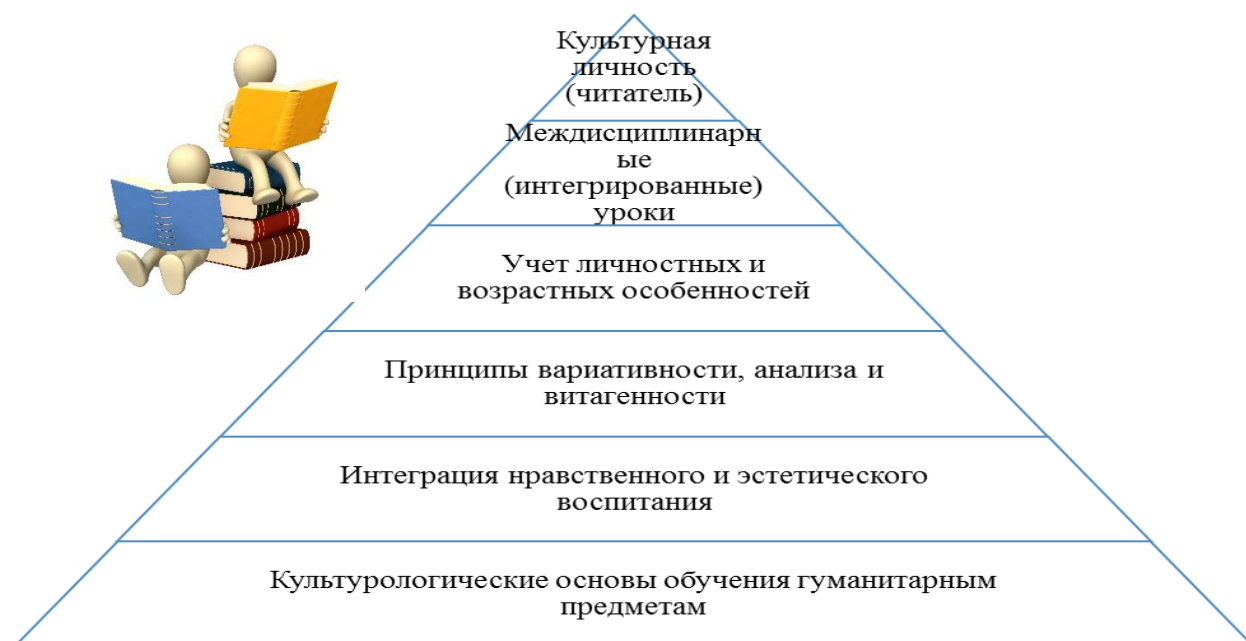 Культурная
личность
(читатель)
Междисциплинарн
ые
(интегрированные)
уроки
Учет личностных и
возрастных особенностей
Принципы вариативности, анализа и
витагенности
Интеграция нравственного и эстетического
воспитания
Культурологические основы обучения гуманитарным
предметам